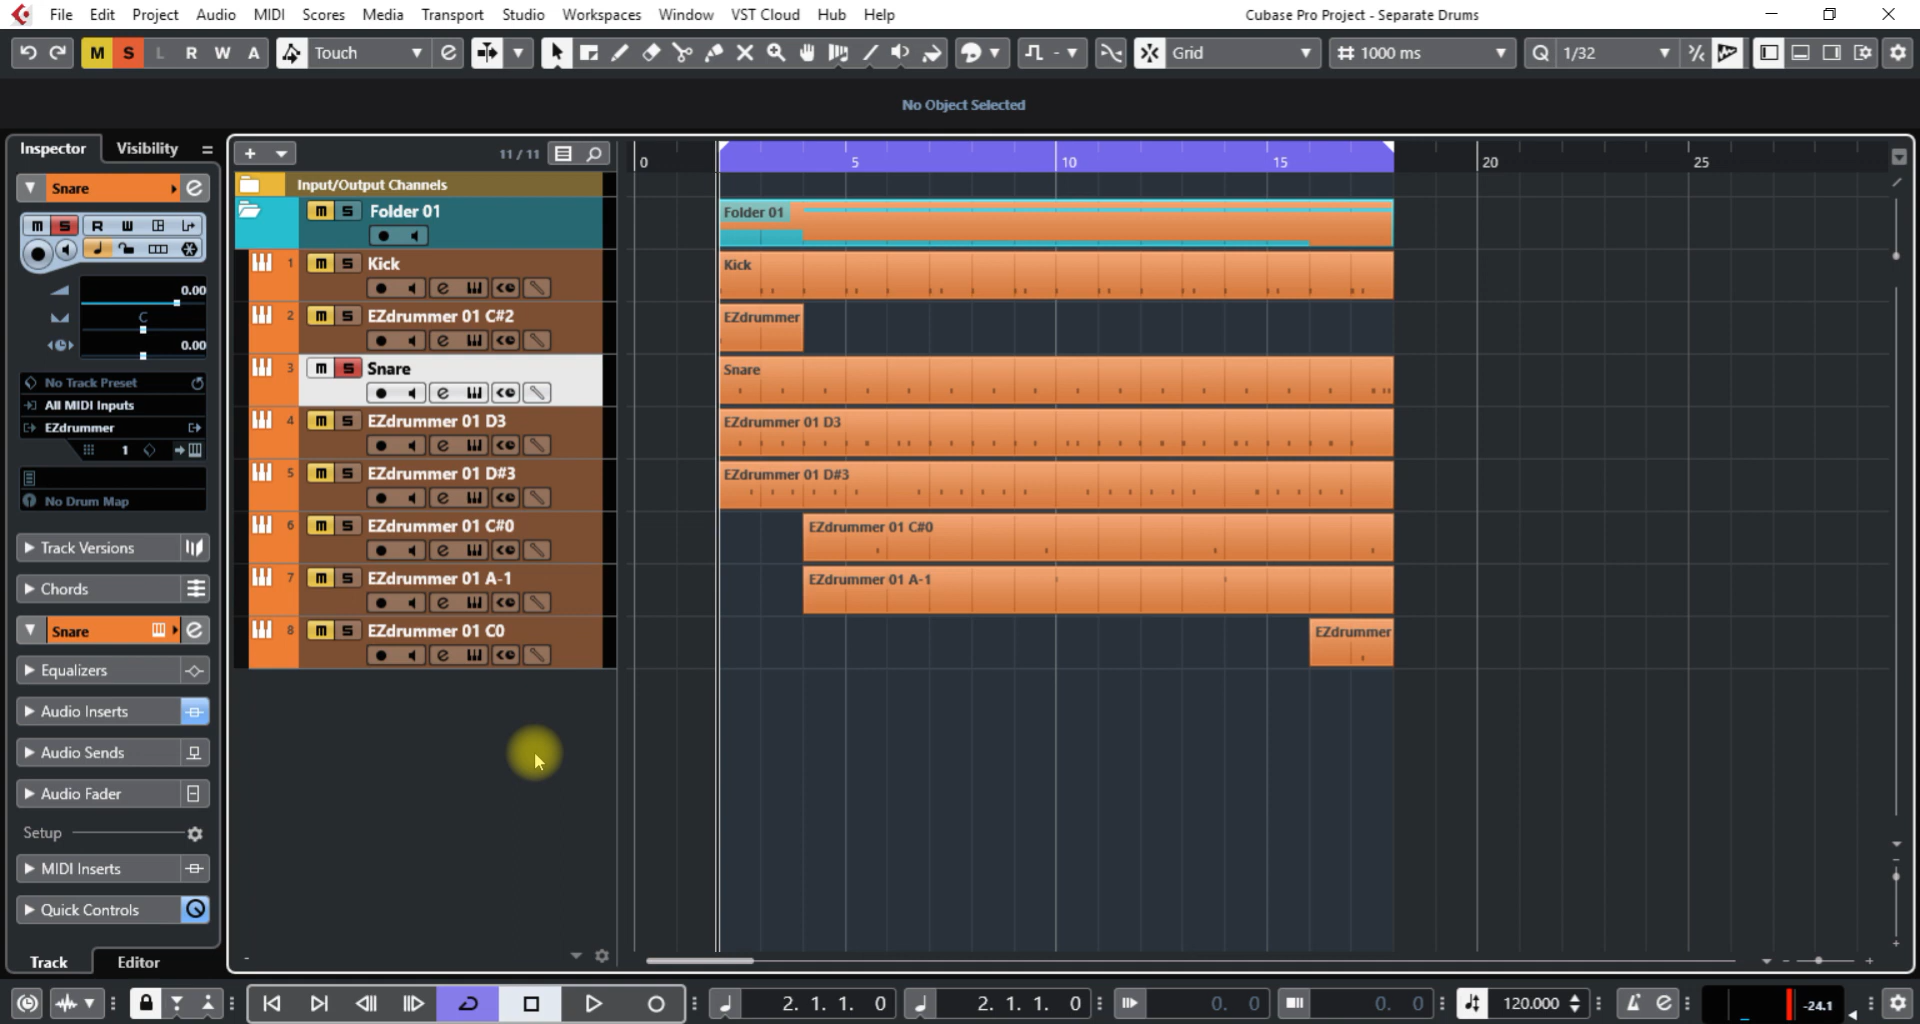 File Edit Project Audio MIDI Scores Media Transport Studio Workspaces Window VST Cloud Hub Help
Cubase Pro Project - Separate Drums
M S L R W A Touch
Grid
1000 ms
Q 1/32
No Object Selected
Inspector Visibility
11 / 11
0 5 10 15 20 25
Snare
Input/Output Channels
m S Folder 01
Folder 01
m S R W
1 m S Kick
Kick
0.00
C
0.00
2 m S EZdrummer 01 C#2
EZdrummer
3 m S Snare
Snare
No Track Preset
All MIDI Inputs
EZdrummer
1
4 m S EZdrummer 01 D3
EZdrummer 01 D3
5 m S EZdrummer 01 D#3
EZdrummer 01 D#3
No Drum Map
6 m S EZdrummer 01 C#0
EZdrummer 01 C#0
Track Versions
7 m S EZdrummer 01 A-1
EZdrummer 01 A-1
Chords
8 m S EZdrummer 01 C0
EZdrummer
Snare
Equalizers
Audio Inserts
Audio Sends
Audio Fader
Setup
MIDI Inserts
Quick Controls
Track Editor
2. 1. 1. 0
2. 1. 1. 0
0. 0
0. 0
120.000
-24.1